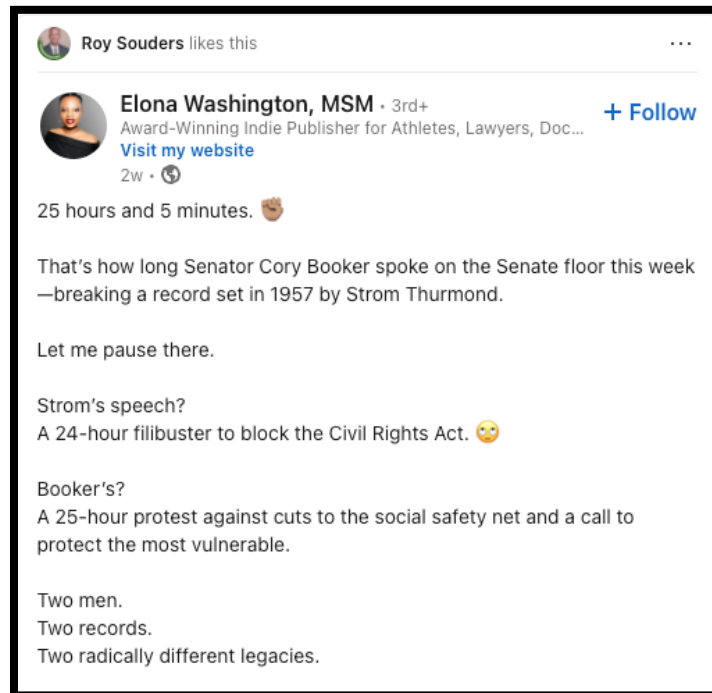 Roy Souders likes this
...
Elona Washington, MSM • 3rd+
+ Follow
Award-Winning Indie Publisher for Athletes, Lawyers, Doc...
Visit my website
2w •
25 hours and 5 minutes. ✊🏽
That’s how long Senator Cory Booker spoke on the Senate floor this week
—breaking a record set in 1957 by Strom Thurmond.
Let me pause there.
Strom’s speech?
A 24-hour filibuster to block the Civil Rights Act. 🙄
Booker’s?
A 25-hour protest against cuts to the social safety net and a call to
protect the most vulnerable.
Two men.
Two records.
Two radically different legacies.